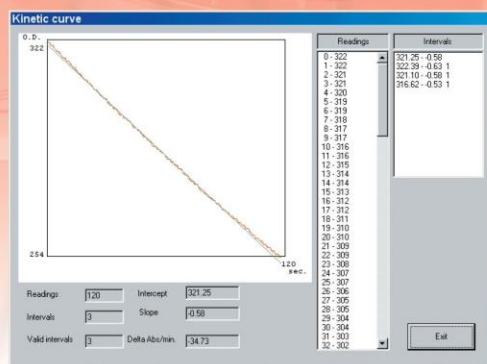 Kinetic curve
O.D.
322
254
120
sec.
Readings
120
Intercept
321.25
Intervals
3
Slope
-0.58
Valid intervals
3
Delta Abs/min.
-34.73
Readings
0 - 322
1 - 322
2 - 321
3 - 321
4 - 320
5 - 319
6 - 319
7 - 318
8 - 317
9 - 317
10 - 316
11 - 316
12 - 315
13 - 314
14 - 314
15 - 313
16 - 312
17 - 312
18 - 311
19 - 310
20 - 310
21 - 309
22 - 309
23 - 308
24 - 307
25 - 307
26 - 306
27 - 305
28 - 305
29 - 304
30 - 304
31 - 303
32 - 302
Intervals
321.25 -0.58
322.39 -0.63 1
321.10 -0.58 1
316.62 -0.53 1
Exit